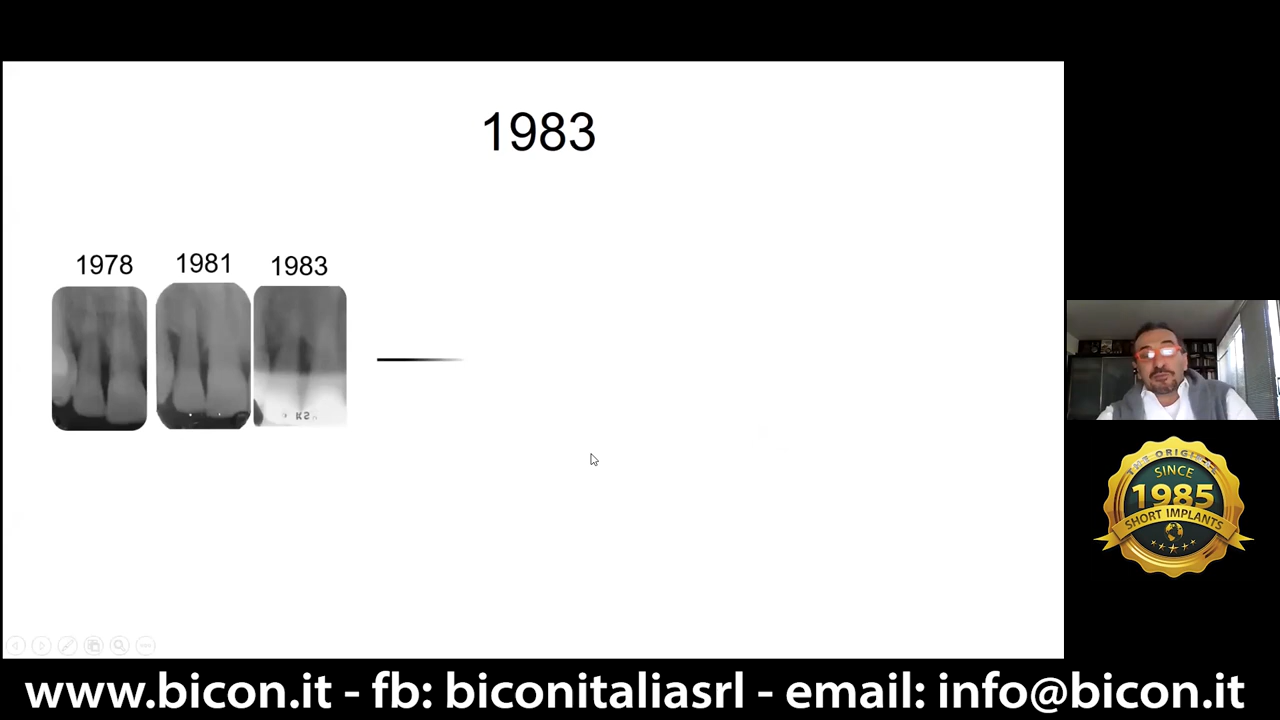 1983
1978
1981
1983
K2
THE ORIGINAL
SINCE
1985
SHORT IMPLANTS
www.bicon.it - fb: biconitaliasrl - email: info@bicon.it